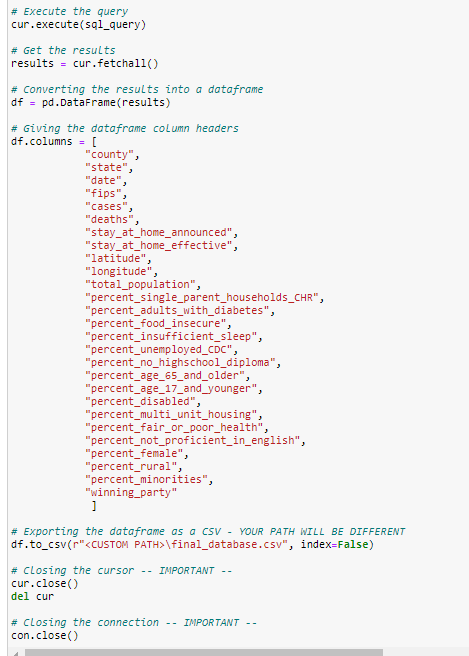 # Execute the query
cur.execute(sql_query)
# Get the results
results = cur.fetchall()
# Converting the results into a dataframe
df = pd.DataFrame(results)
# Giving the dataframe column headers
df.columns = [
"county",
"state",
"date",
"fips",
"cases",
"deaths",
"stay_at_home_announced",
"stay_at_home_effective",
"latitude",
"longitude",
"total_population",
"percent_single_parent_households_CHR",
"percent_adults_with_diabetes",
"percent_food_insecure",
"percent_insufficient_sleep",
"percent_unemployed_CDC",
"percent_no_highschool_diploma",
"percent_age_65_and_older",
"percent_age_17_and_younger",
"percent_disabled",
"percent_multi_unit_housing",
"percent_fair_or_poor_health",
"percent_not_proficient_in_english",
"percent_female",
"percent_rural",
"percent_minorities",
"winning_party"
]
# Exporting the dataframe as a CSV - YOUR PATH WILL BE DIFFERENT
df.to_csv(r"<CUSTOM PATH>\final_database.csv", index=False)
# Closing the cursor -- IMPORTANT --
cur.close()
del cur
# Closing the connection -- IMPORTANT --
con.close()